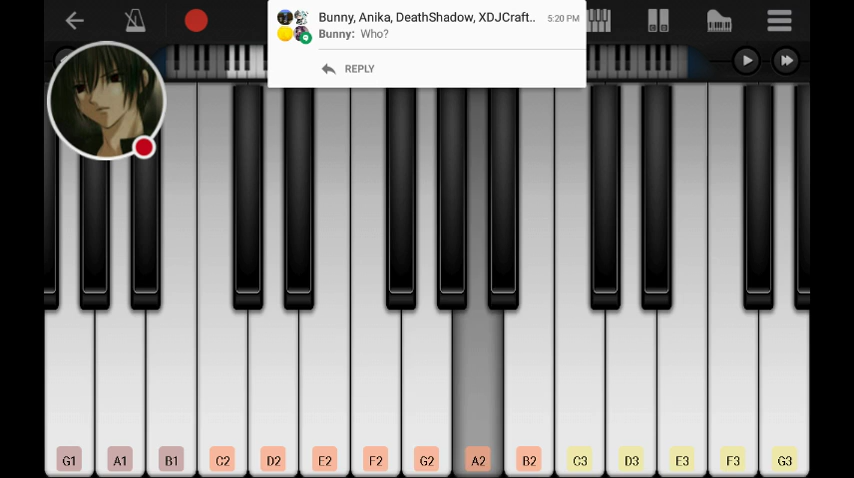 Bunny, Anika, DeathShadow, XDJCraft.. 5:20 PM
Bunny: Who?
REPLY
G1 A1 B1 C2 D2 E2 F2 G2 A2 B2 C3 D3 E3 F3 G3